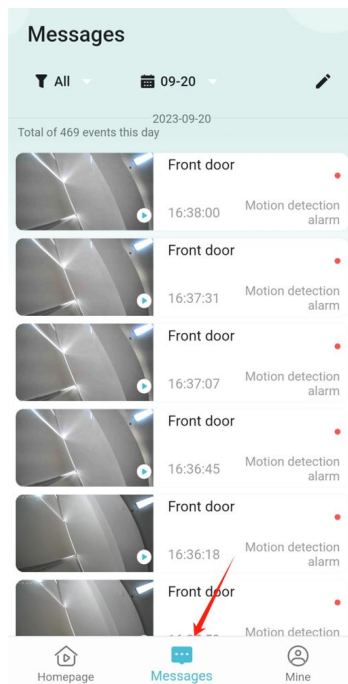 Messages
All
09-20
2023-09-20
Total of 469 events this day
Front door
16:38:00
Motion detection
alarm
Front door
16:37:31
Motion detection
alarm
Front door
16:37:07
Motion detection
alarm
Front door
16:36:45
Motion detection
alarm
Front door
16:36:18
Motion detection
alarm
Front door
Motion detection
Homepage
Messages
Mine